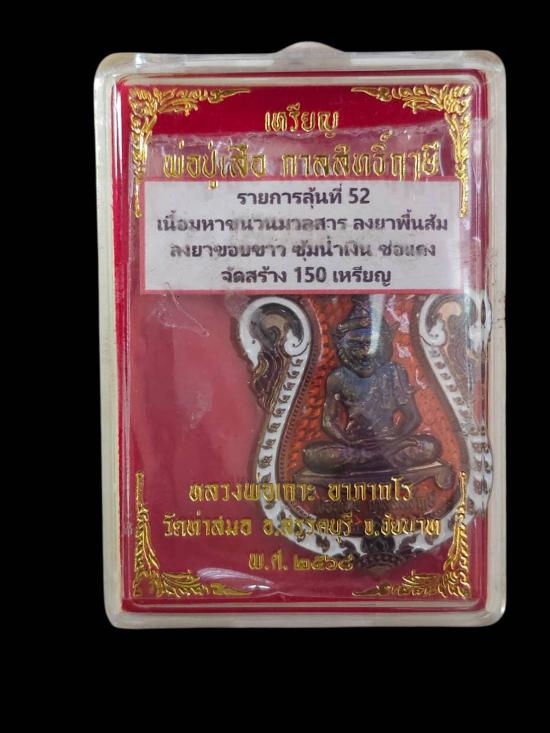 เหรียญ
พ่อปู่เสือ กาลสิทธิ์ฤาษี
รายการลุ้นที่ 52
เนื้อมหาชนวนมวลสาร ลงยาพื้นส้ม
ลงยาขอบขาว ซุ้มน้ำเงิน ช่อแดง
จัดสร้าง 150 เหรียญ
หลวงพ่อเกาะ อาภากโร
วัดท่าสมอ อ.สรรคบุรี จ.ชัยนาท
พ.ศ. ๒๕๖๘